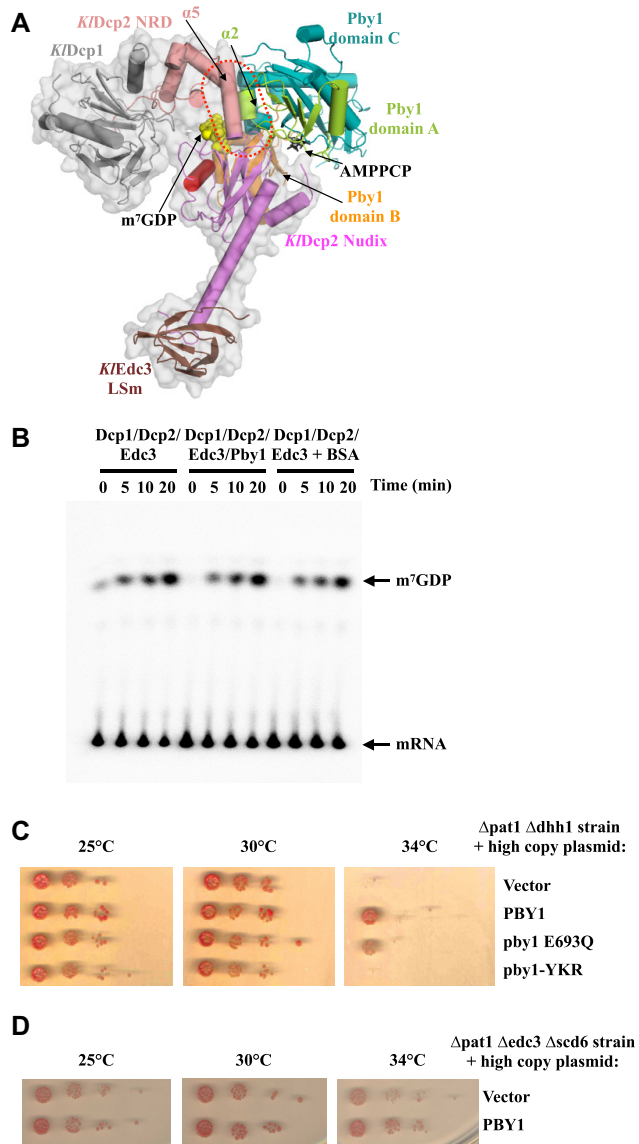 A
KlDcp2 NRD
α5
α2
Pby1
domain C
KlDcp1
Pby1
domain A
AMPPCP
m⁷GDP
Pby1
domain B
KlDcp2 Nudix
KlEdc3
LSm
B
Dcp1/Dcp2/ Dcp1/Dcp2/ Dcp1/Dcp2/
Edc3 Edc3/Pby1 Edc3 + BSA
0 5 10 20 0 5 10 20 0 5 10 20 Time (min)
m⁷GDP
mRNA
C
Δpat1 Δdhh1 strain
25°C 30°C 34°C + high copy plasmid:
Vector
PBY1
pby1 E693Q
pby1-YKR
D
Δpat1 Δedc3 Δscd6 strain
25°C 30°C 34°C + high copy plasmid:
Vector
PBY1